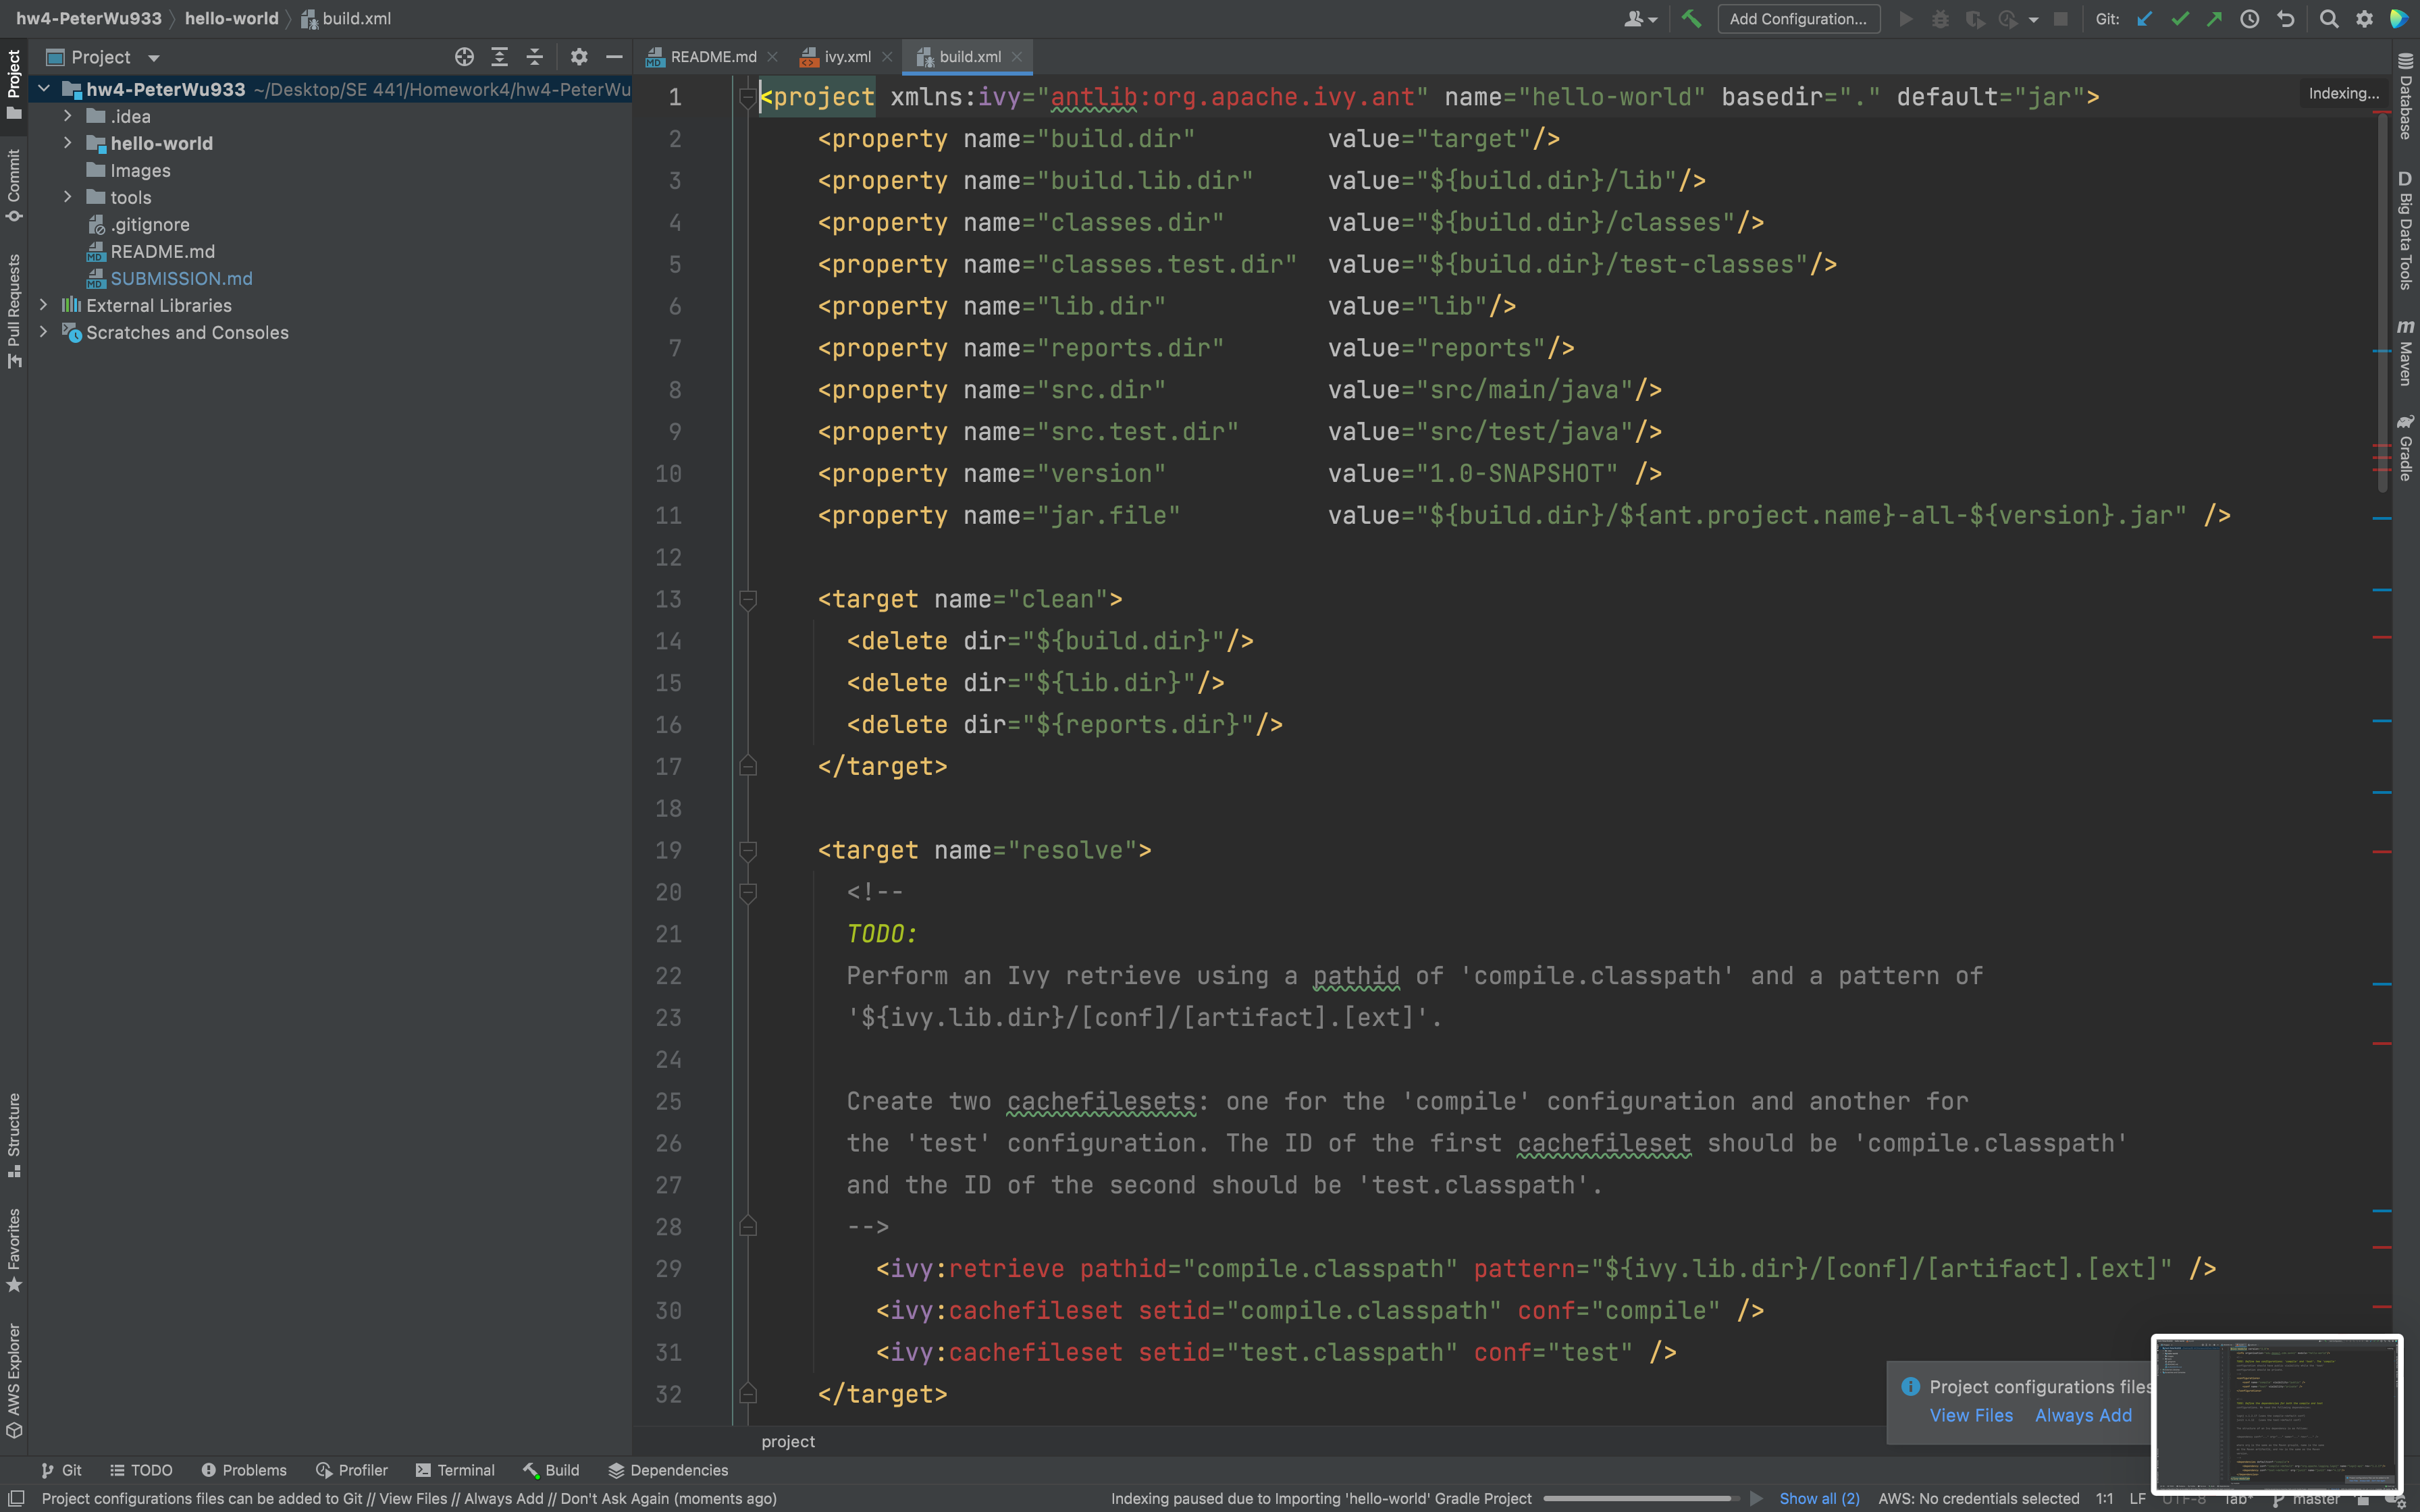 hw4-PeterWu933 hello-world build.xml
Add Configuration... Git:
Project
README.md ivy.xml build.xml
hw4-PeterWu933 ~/Desktop/SE 441/Homework4/hw4-PeterWu
.idea
hello-world
Images
tools
.gitignore
README.md
SUBMISSION.md
External Libraries
Scratches and Consoles
Project
Commit
Pull Requests
Structure
Favorites
AWS Explorer
Indexing...
1 <project xmlns:ivy="antlib:org.apache.ivy.ant" name="hello-world" basedir="." default="jar">
2 <property name="build.dir" value="target"/>
3 <property name="build.lib.dir" value="${build.dir}/lib"/>
4 <property name="classes.dir" value="${build.dir}/classes"/>
5 <property name="classes.test.dir" value="${build.dir}/test-classes"/>
6 <property name="lib.dir" value="lib"/>
7 <property name="reports.dir" value="reports"/>
8 <property name="src.dir" value="src/main/java"/>
9 <property name="src.test.dir" value="src/test/java"/>
10 <property name="version" value="1.0-SNAPSHOT" />
11 <property name="jar.file" value="${build.dir}/${ant.project.name}-all-${version}.jar" />
12
13 <target name="clean">
14 <delete dir="${build.dir}"/>
15 <delete dir="${lib.dir}"/>
16 <delete dir="${reports.dir}"/>
17 </target>
18
19 <target name="resolve">
20 <!--
21 TODO:
22 Perform an Ivy retrieve using a pathid of 'compile.classpath' and a pattern of
23 '${ivy.lib.dir}/[conf]/[artifact].[ext]'.
24
25 Create two cachefilesets: one for the 'compile' configuration and another for
26 the 'test' configuration. The ID of the first cachefileset should be 'compile.classpath'
27 and the ID of the second should be 'test.classpath'.
28 -->
29 <ivy:retrieve pathid="compile.classpath" pattern="${ivy.lib.dir}/[conf]/[artifact].[ext]" />
30 <ivy:cachefileset setid="compile.classpath" conf="compile" />
31 <ivy:cachefileset setid="test.classpath" conf="test" />
32 </target>
project
Database
D Big Data Tools
m Maven
Gradle
Project configurations files
View Files Always Add
Git TODO Problems Profiler Terminal Build Dependencies
Project configurations files can be added to Git // View Files // Always Add // Don't Ask Again (moments ago)
Indexing paused due to Importing 'hello-world' Gradle Project Show all (2) AWS: No credentials selected 1:1 LF UTF-8 Tab* master